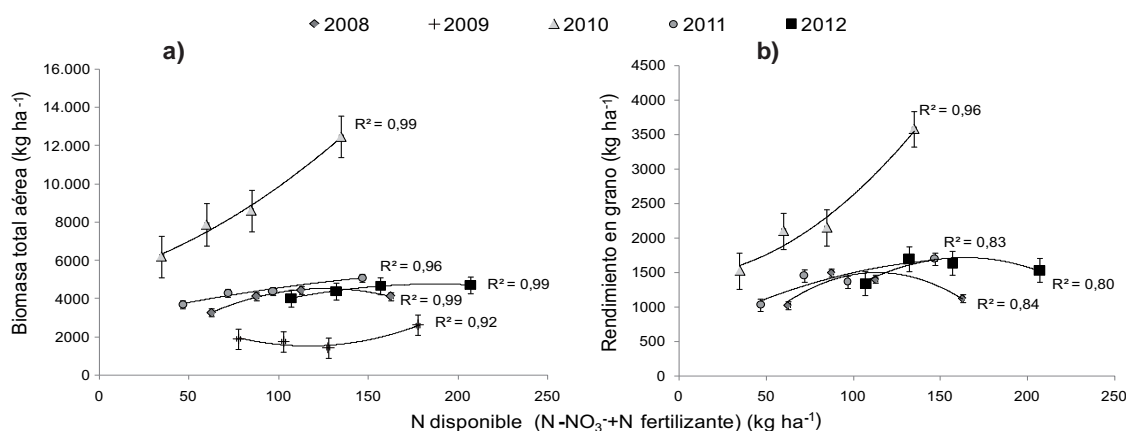 2008 2009 2010 2011 2012
a)
Biomasa total aérea (kg ha⁻¹)
16.000
14.000
12.000
10.000
8000
6000
4000
2000
0
0 50 100 150 200 250
R² = 0,99
R² = 0,96
R² = 0,99
R² = 0,99
R² = 0,92
b)
Rendimiento en grano (kg ha⁻¹)
4500
4000
3500
3000
2500
2000
1500
1000
500
0
0 50 100 150 200 250
R² = 0,96
R² = 0,83
R² = 0,80
R² = 0,84
N disponible (N-NO₃⁻+N fertilizante) (kg ha⁻¹)